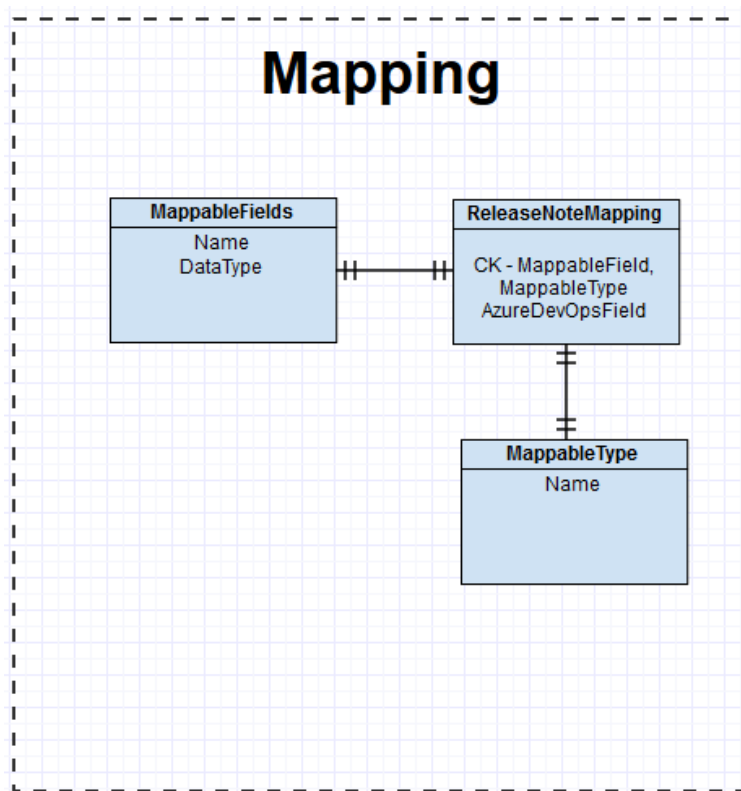 Mapping
MappableFields
Name
DataType
ReleaseNoteMapping
CK - MappableField,
MappableType
AzureDevOpsField
MappableType
Name